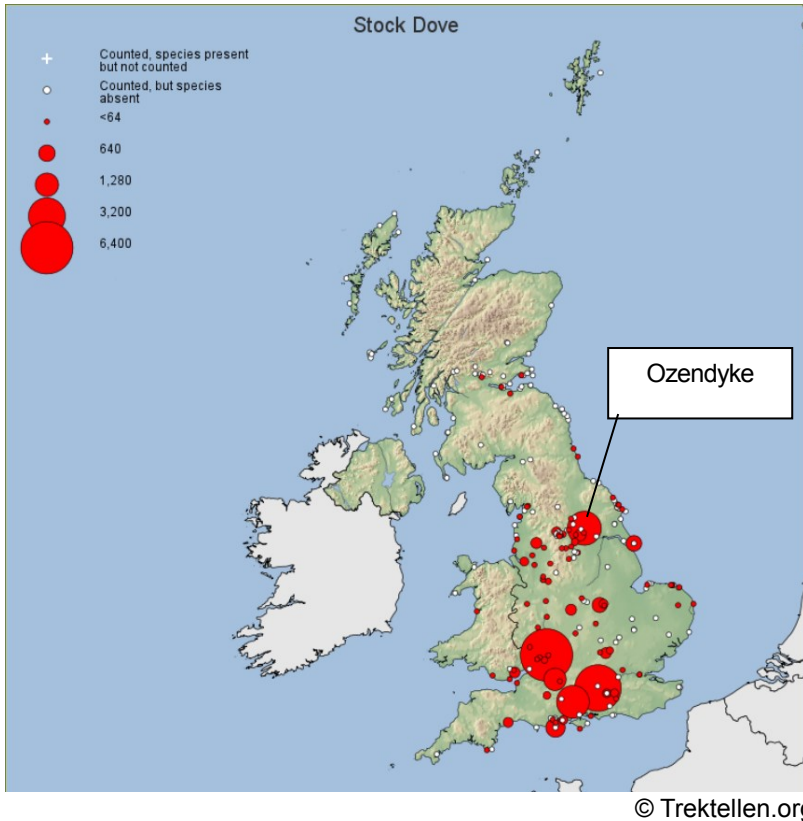 Stock Dove
Counted, species present
but not counted
Counted, but species
absent
<64
640
1,280
3,200
6,400
Ozendyke
© Trektellen.org